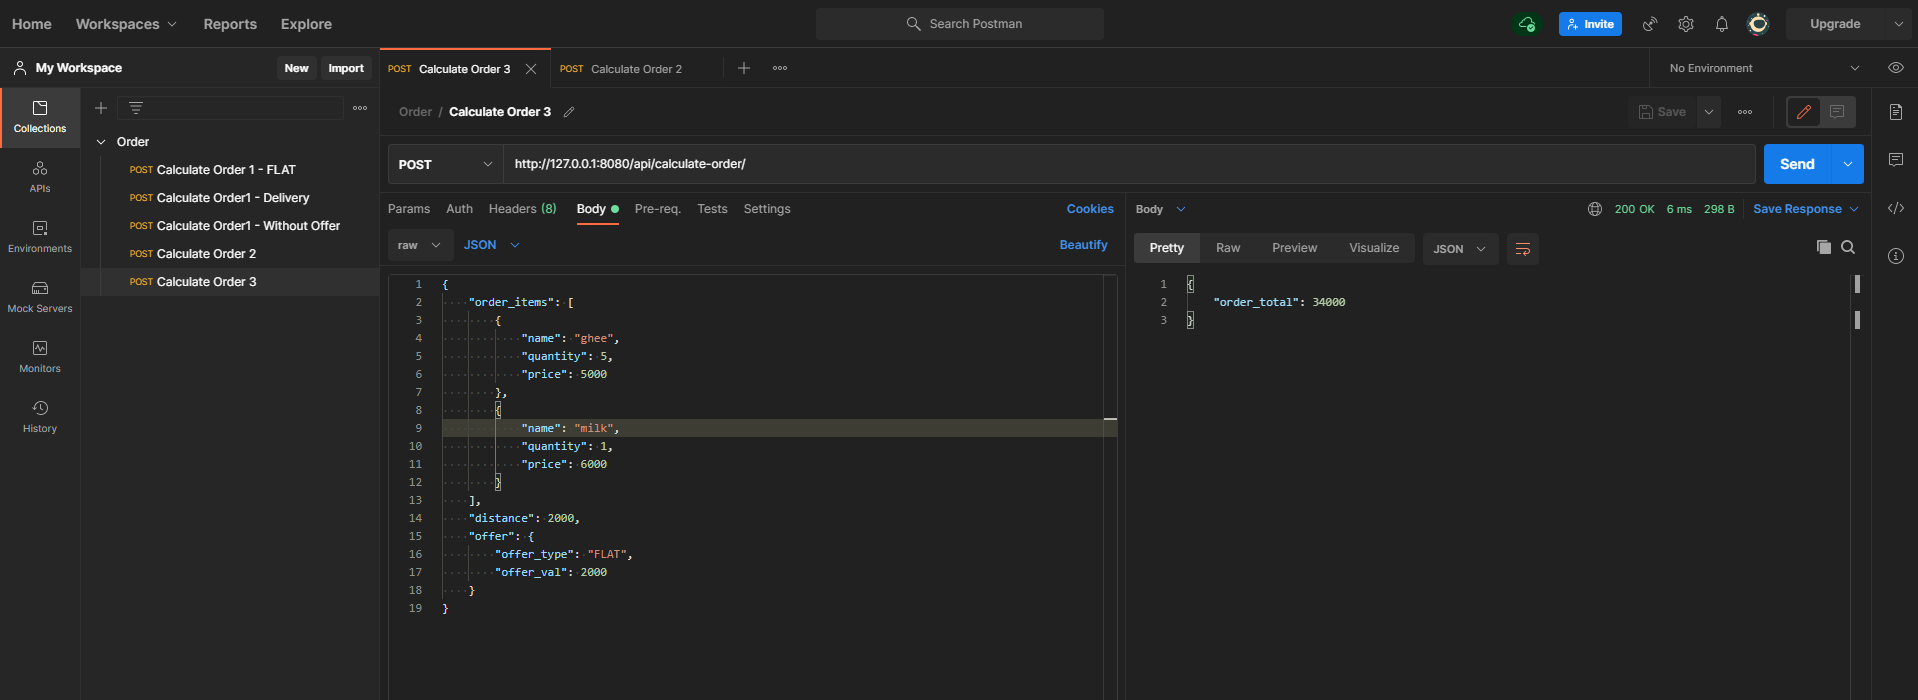 Home Workspaces Reports Explore Search Postman Invite Upgrade
My Workspace New Import
POST Calculate Order 3 POST Calculate Order 2 No Environment
Collections
APIs
Environments
Mock Servers
Monitors
History
Order
POST Calculate Order 1 - FLAT
POST Calculate Order1 - Delivery
POST Calculate Order1 - Without Offer
POST Calculate Order 2
POST Calculate Order 3
Order / Calculate Order 3 Save
POST http://127.0.0.1:8080/api/calculate-order/ Send
Params Auth Headers (8) Body Pre-req. Tests Settings Cookies
raw JSON Beautify
1 {
2 "order_items": [
3 {
4 "name": "ghee",
5 "quantity": 5,
6 "price": 5000
7 },
8 {
9 "name": "milk",
10 "quantity": 1,
11 "price": 6000
12 }
13 ],
14 "distance": 2000,
15 "offer": {
16 "offer_type": "FLAT",
17 "offer_val": 2000
18 }
19 }
Body 200 OK 6 ms 298 B Save Response
Pretty Raw Preview Visualize JSON
1 {
2 "order_total": 34000
3 }